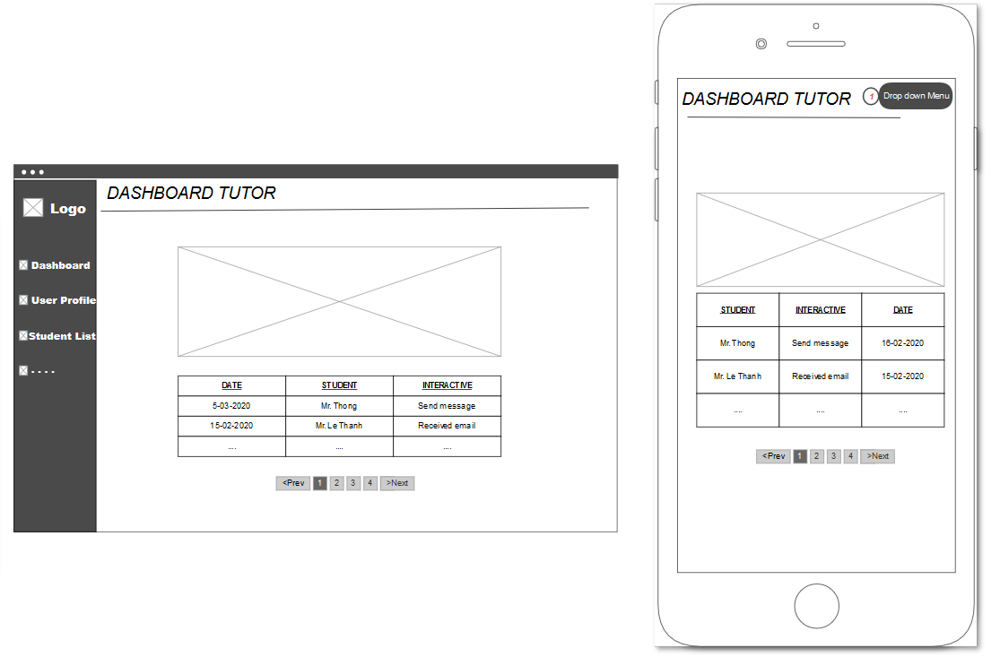 DASHBOARD TUTOR
Logo
Dashboard
User Profile
Student List
. . . .
DATE STUDENT INTERACTIVE
5-03-2020 Mr. Thong Send message
15-02-2020 Mr. Le Thanh Received email
.... .... ....
<Prev 1 2 3 4 >Next
DASHBOARD TUTOR 1 Drop down Menu
STUDENT INTERACTIVE DATE
Mr. Thong Send message 16-02-2020
Mr. Le Thanh Received email 15-02-2020
.... .... ....
<Prev 1 2 3 4 >Next